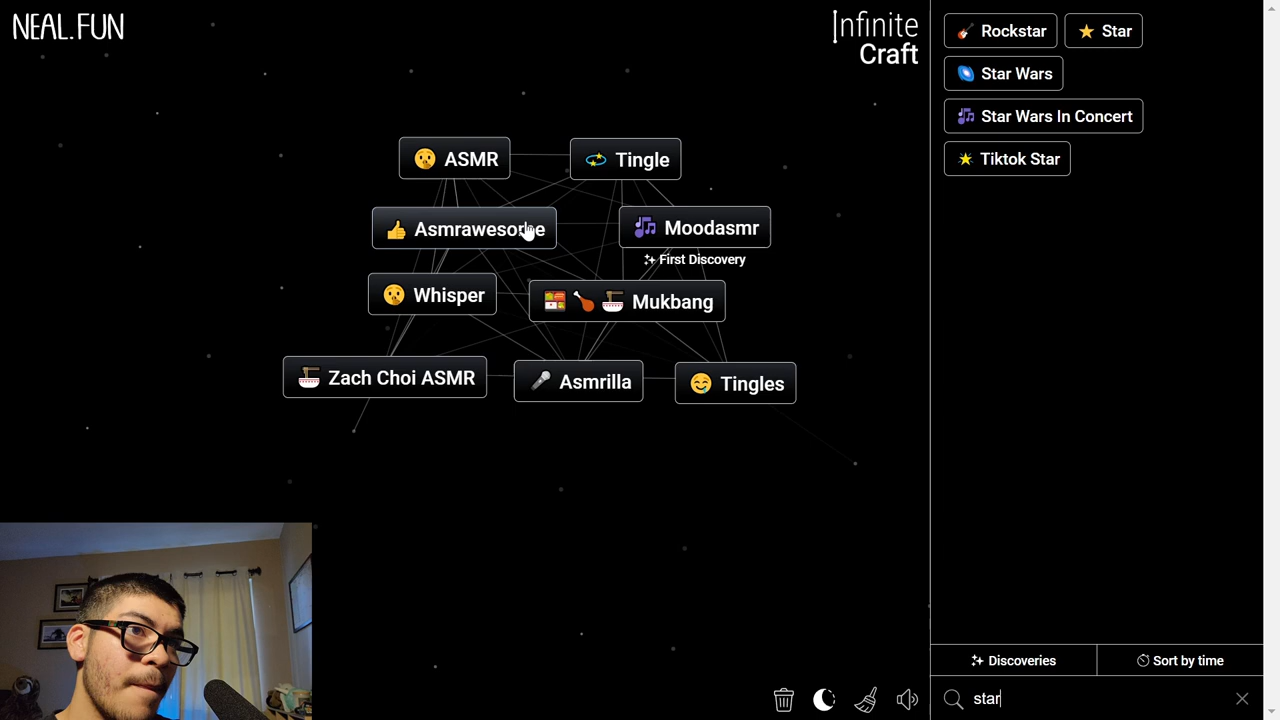 NEAL.FUN
Infinite
Craft
ASMR
Tingle
Asmrawesome
Moodasmr
First Discovery
Whisper
Mukbang
Zach Choi ASMR
Asmrilla
Tingles
Rockstar
Star
Star Wars
Star Wars In Concert
Tiktok Star
Discoveries
Sort by time
star